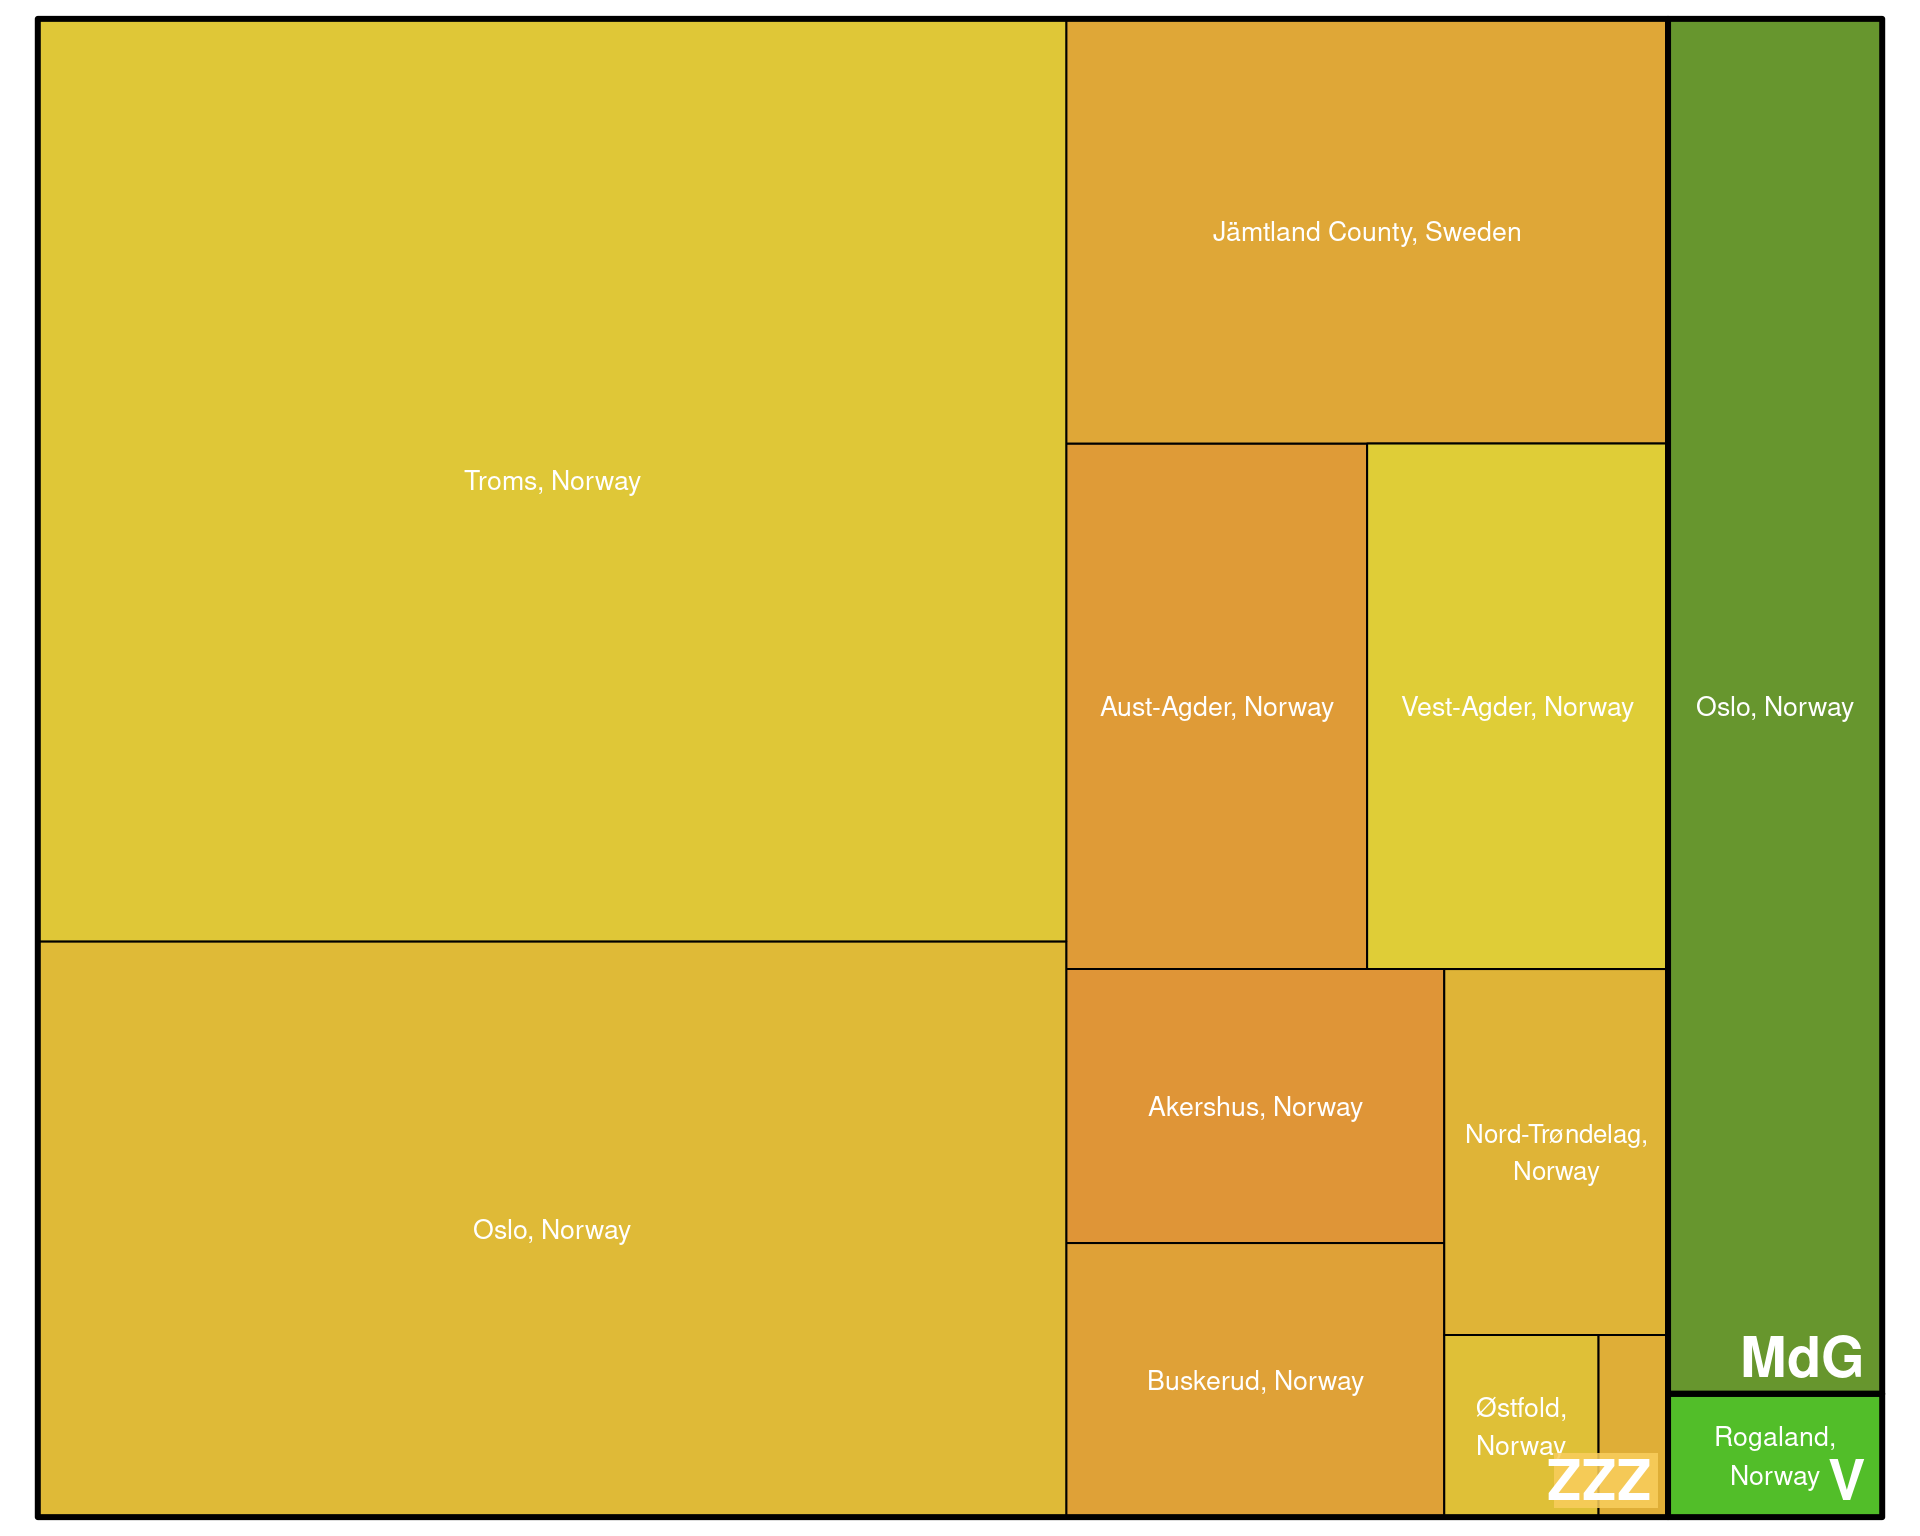 Troms, Norway
Oslo, Norway
Jämtland County, Sweden
Aust-Agder, Norway
Vest-Agder, Norway
Akershus, Norway
Buskerud, Norway
Nord-Trøndelag,
Norway
Østfold,
Norway
ZZZ
Oslo, Norway
MdG
Rogaland,
Norway
V